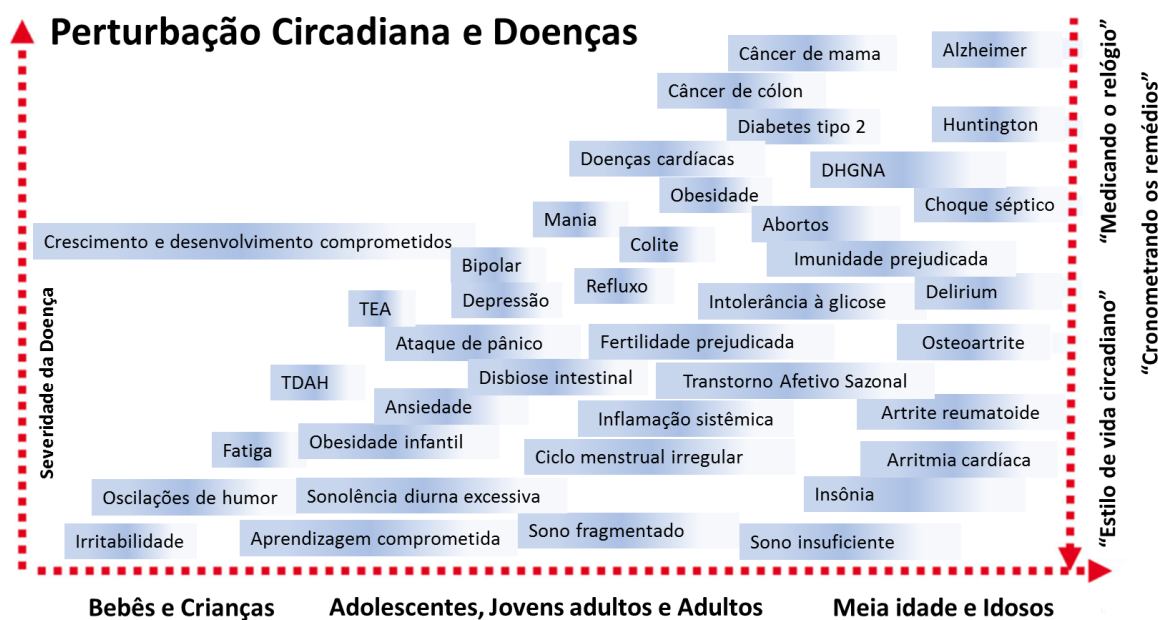 Perturbação Circadiana e Doenças
Câncer de mama
Alzheimer
Câncer de cólon
Diabetes tipo 2
Huntington
Doenças cardíacas
DHGNA
Obesidade
Choque séptico
Mania
Abortos
Crescimento e desenvolvimento comprometidos
Colite
Imunidade prejudicada
Bipolar
Refluxo
Delirium
Depressão
Intolerância à glicose
TEA
Ataque de pânico
Fertilidade prejudicada
Osteoartrite
TDAH
Disbiose intestinal
Transtorno Afetivo Sazonal
Ansiedade
Inflamação sistêmica
Artrite reumatoide
Fatiga
Obesidade infantil
Ciclo menstrual irregular
Arritmia cardíaca
Oscilações de humor
Sonolência diurna excessiva
Insônia
Irritabilidade
Aprendizagem comprometida
Sono fragmentado
Sono insuficiente
Severidade da Doença
Bebês e Crianças
Adolescentes, Jovens adultos e Adultos
Meia idade e Idosos
“Estilo de vida circadiano”
“Medicando o relógio”
“Cronometrando os remédios”